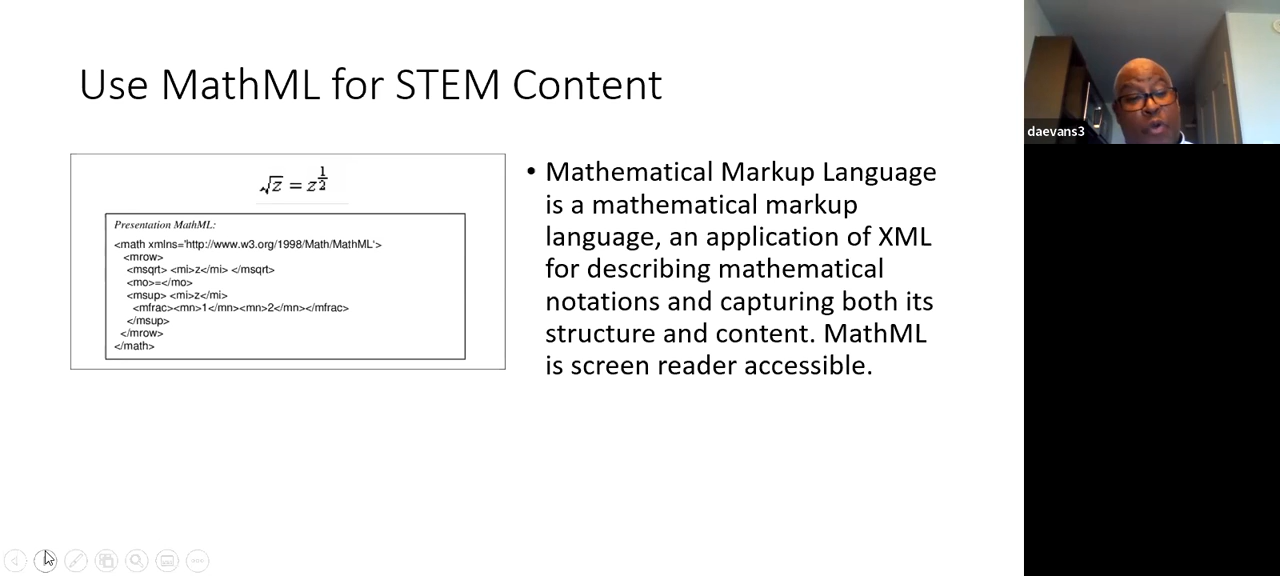 Use MathML for STEM Content
√z = z^(1/2)
Presentation MathML:
<math xmlns='http://www.w3.org/1998/Math/MathML'>
<mrow>
<msqrt> <mi>z</mi> </msqrt>
<mo>=</mo>
<msup> <mi>z</mi>
<mfrac><mn>1</mn><mn>2</mn></mfrac>
</msup>
</mrow>
</math>
• Mathematical Markup Language
is a mathematical markup
language, an application of XML
for describing mathematical
notations and capturing both its
structure and content. MathML
is screen reader accessible.
daevans3